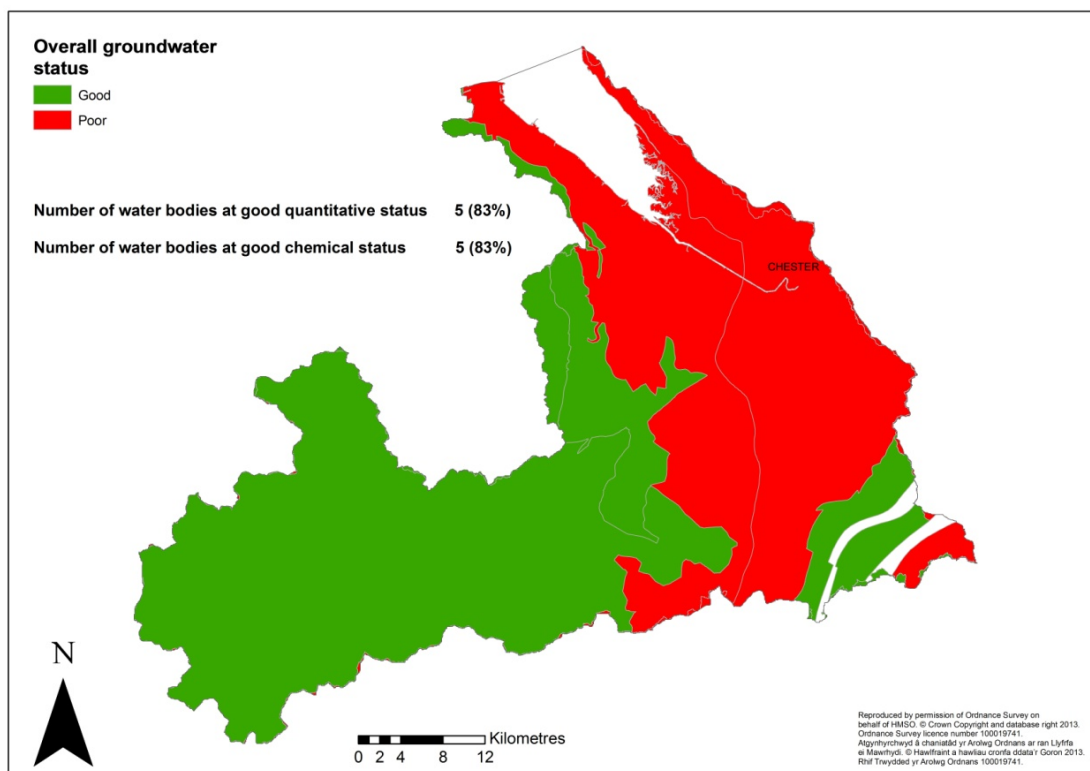 Overall groundwater
status
Good
Poor
Number of water bodies at good quantitative status 5 (83%)
Number of water bodies at good chemical status 5 (83%)
CHESTER
N
Kilometres
0 2 4 8 12
Reproduced by permission of Ordnance Survey on
behalf of HMSO. © Crown Copyright and database right 2013.
Ordnance Survey licence number 100019741.
Atgynhyrchwyd â chaniatâd yr Arolwg Ordnans ar ran Llyfrfa
ei Mawrhydi. © Hawlfraint a hawliau cronfa ddata'r Goron 2013.
Rhif Trwydded yr Arolwg Ordnans 100019741.